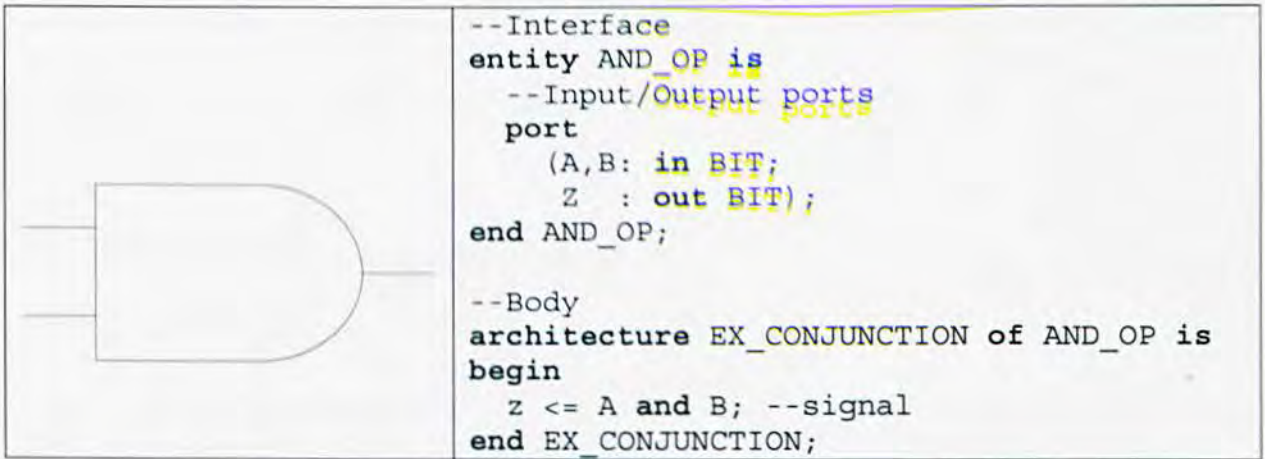 --Interface
entity AND_OP is
--Input/Output ports
port
(A,B: in BIT;
Z : out BIT);
end AND_OP;
--Body
architecture EX_CONJUNCTION of AND_OP is
begin
z <= A and B; --signal
end EX_CONJUNCTION;